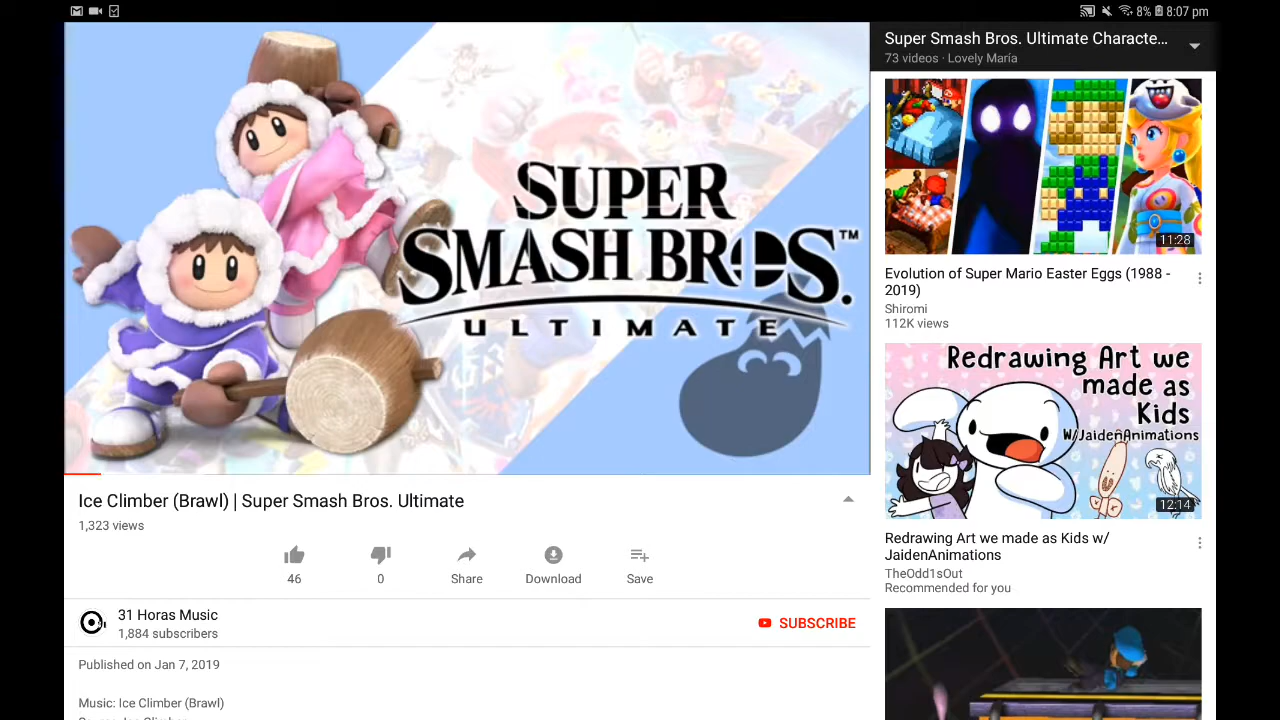 8% 8:07 pm
SUPER
SMASH BROS.™
ULTIMATE
Ice Climber (Brawl) | Super Smash Bros. Ultimate
1,323 views
46
0
Share
Download
Save
31 Horas Music
1,884 subscribers
SUBSCRIBE
Published on Jan 7, 2019
Music: Ice Climber (Brawl)
Super Smash Bros. Ultimate Characte...
73 videos · Lovely María
11:28
Evolution of Super Mario Easter Eggs (1988 -
2019)
Shiromi
112K views
Redrawing Art we
made as
Kids
W/JaidenAnimations
12:14
Redrawing Art we made as Kids w/
JaidenAnimations
TheOdd1sOut
Recommended for you